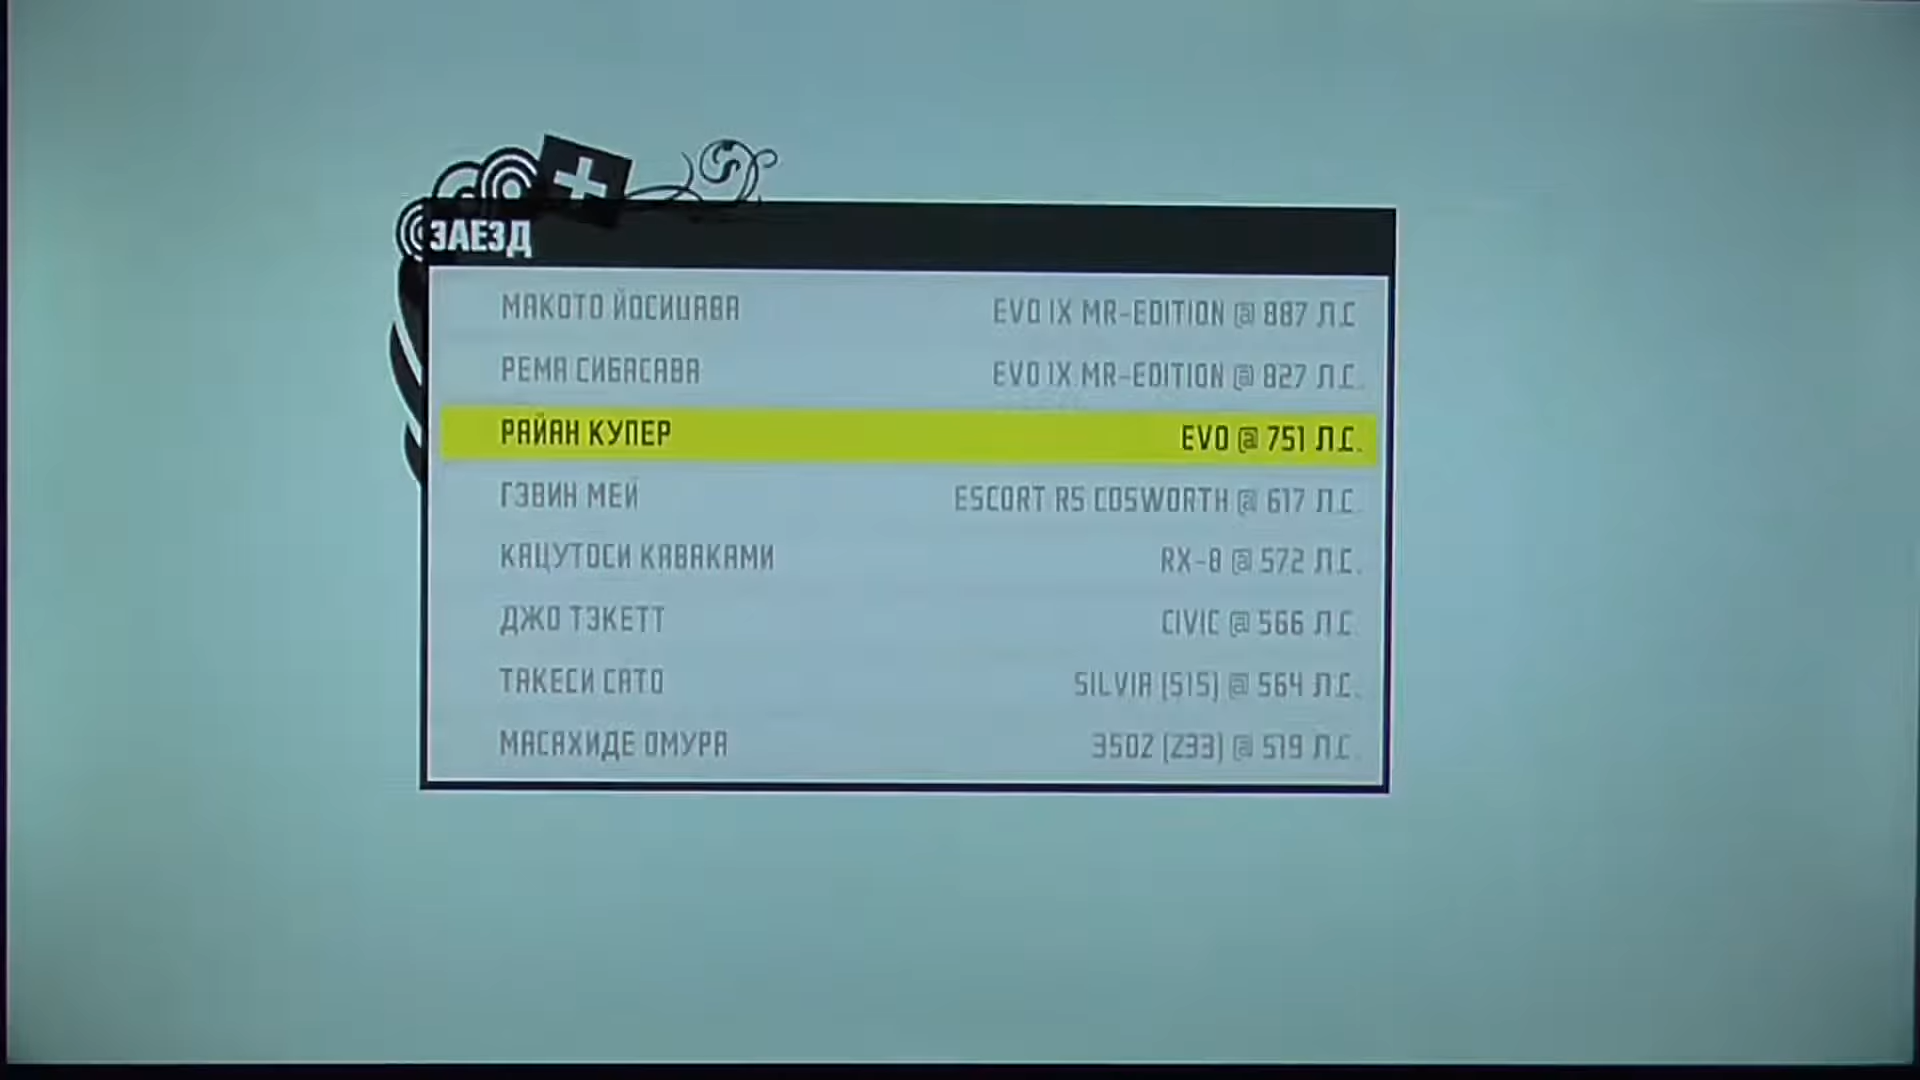 ЗАЕЗД
МАКОТО ЙОСИЦАВА EVO IX MR-EDITION @ 887 Л.С.
РЕМА СИБАСАВА EVO IX MR-EDITION @ 827 Л.С.
РАЙАН КУПЕР EVO @ 751 Л.С.
ГЭВИН МЕЙ ESCORT RS COSWORTH @ 617 Л.С.
КАЦУТОСИ КАВАКАМИ RX-8 @ 572 Л.С.
ДЖО ТЭКЕТТ CIVIC @ 566 Л.С.
ТАКЕСИ САТО SILVIA (S15) @ 564 Л.С.
МАСАХИДЕ ОМУРА 350Z (Z33) @ 519 Л.С.